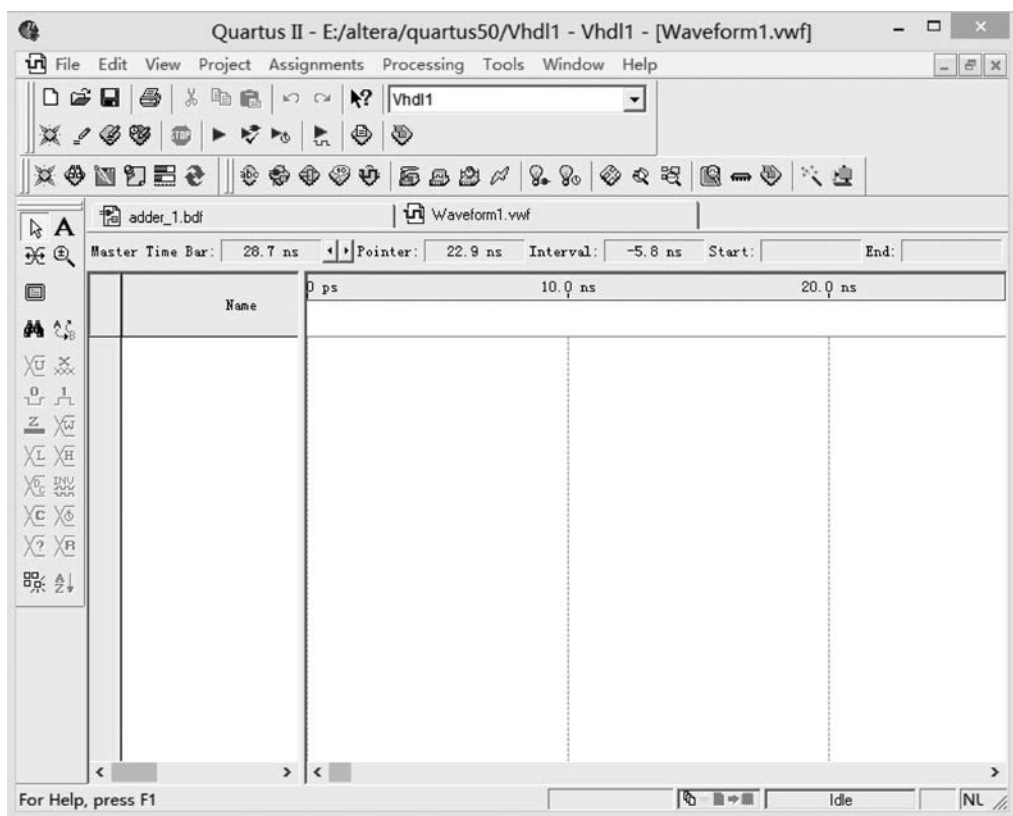 Quartus II - E:/altera/quartus50/Vhdl1 - Vhdl1 - [Waveform1.vwf]
File Edit View Project Assignments Processing Tools Window Help
Vhdl1
STOP
adder_1.bdf Waveform1.vwf
A
Master Time Bar: 28.7 ns Pointer: 22.9 ns Interval: -5.8 ns Start: End:
Name
0 ps 10.0 ns 20.0 ns
For Help, press F1 Idle NL